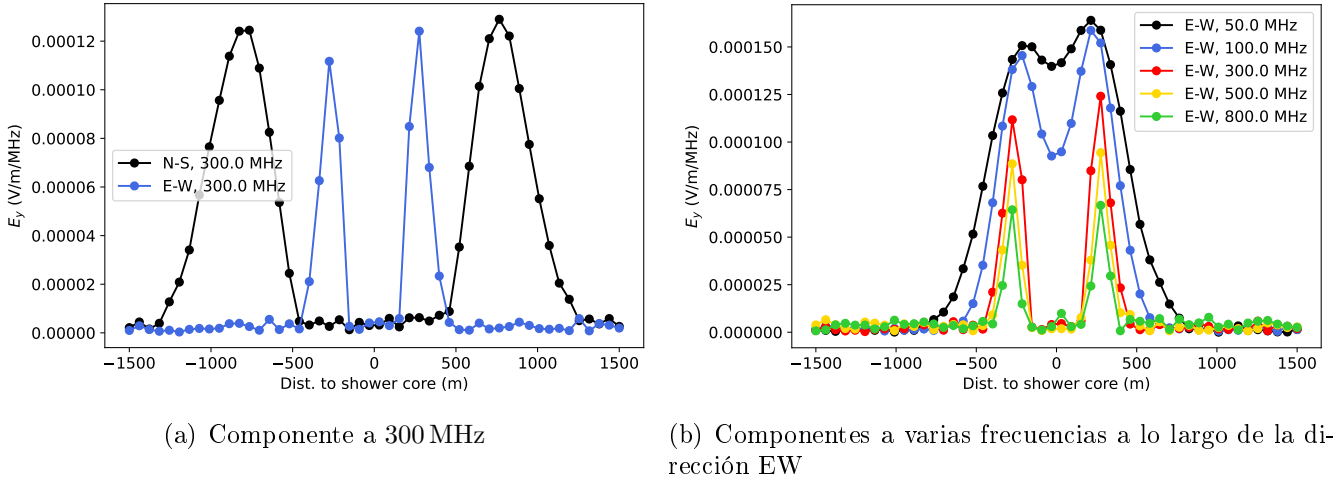 0.00012
0.00010
0.00008
0.00006
0.00004
0.00002
0.00000
E_y (V/m/MHz)
N-S, 300.0 MHz
E-W, 300.0 MHz
−1500 −1000 −500 0 500 1000 1500
Dist. to shower core (m)
(a) Componente a 300 MHz
0.000150
0.000125
0.000100
0.000075
0.000050
0.000025
0.000000
E_y (V/m/MHz)
E-W, 50.0 MHz
E-W, 100.0 MHz
E-W, 300.0 MHz
E-W, 500.0 MHz
E-W, 800.0 MHz
−1500 −1000 −500 0 500 1000 1500
Dist. to shower core (m)
(b) Componentes a varias frecuencias a lo largo de la di-
rección EW